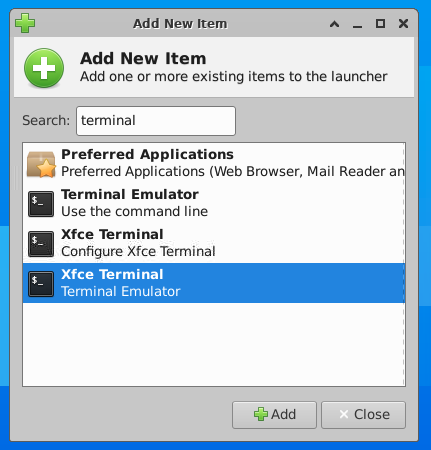 Add New Item
Add New Item
Add one or more existing items to the launcher
Search: terminal
Preferred Applications
Preferred Applications (Web Browser, Mail Reader an
$_
Terminal Emulator
Use the command line
$_
Xfce Terminal
Configure Xfce Terminal
$_
Xfce Terminal
Terminal Emulator
Add
Close